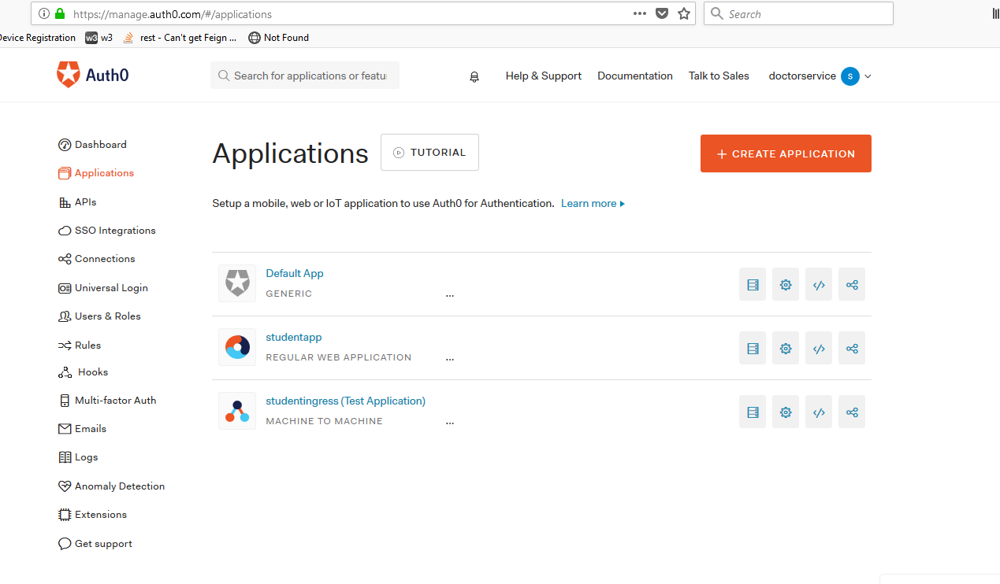 https://manage.auth0.com/#/applications
Search
Device Registration w3 w3 rest - Can't get Feign ... Not Found
Auth0 Search for applications or featu Help & Support Documentation Talk to Sales doctorservice s
Dashboard
Applications
APIs
SSO Integrations
Connections
Universal Login
Users & Roles
Rules
Hooks
Multi-factor Auth
Emails
Logs
Anomaly Detection
Extensions
Get support
Applications TUTORIAL + CREATE APPLICATION
Setup a mobile, web or IoT application to use Auth0 for Authentication. Learn more
Default App
GENERIC ...
studentapp
REGULAR WEB APPLICATION ...
studentingress (Test Application)
MACHINE TO MACHINE ...